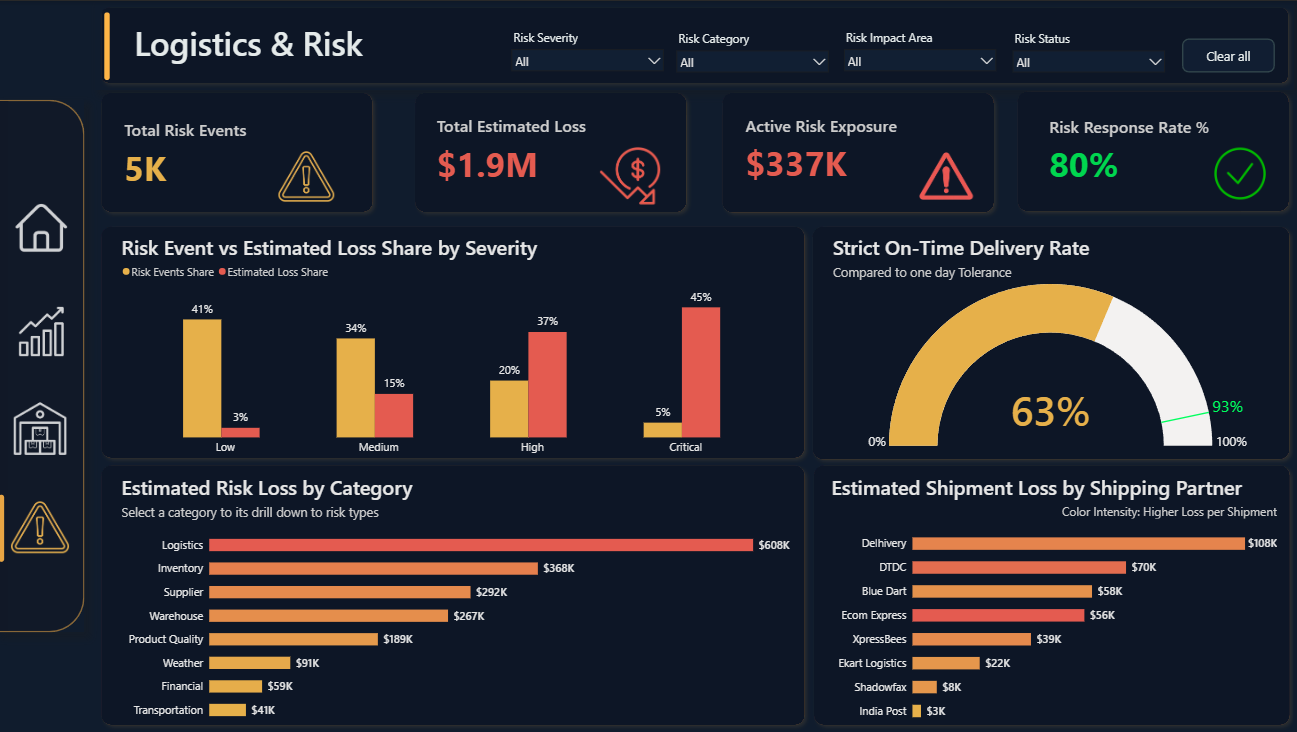 Logistics & Risk
Risk Severity
All
Risk Category
All
Risk Impact Area
All
Risk Status
All
Clear all
Total Risk Events
5K
Total Estimated Loss
$1.9M
$
Active Risk Exposure
$337K
Risk Response Rate %
80%
Risk Event vs Estimated Loss Share by Severity
Risk Events Share Estimated Loss Share
41%
3%
Low
34%
15%
Medium
20%
37%
High
5%
45%
Critical
Strict On-Time Delivery Rate
Compared to one day Tolerance
63%
93%
0%
100%
Estimated Risk Loss by Category
Select a category to its drill down to risk types
Logistics $608K
Inventory $368K
Supplier $292K
Warehouse $267K
Product Quality $189K
Weather $91K
Financial $59K
Transportation $41K
Estimated Shipment Loss by Shipping Partner
Color Intensity: Higher Loss per Shipment
Delhivery $108K
DTDC $70K
Blue Dart $58K
Ecom Express $56K
XpressBees $39K
Ekart Logistics $22K
Shadowfax $8K
India Post $3K